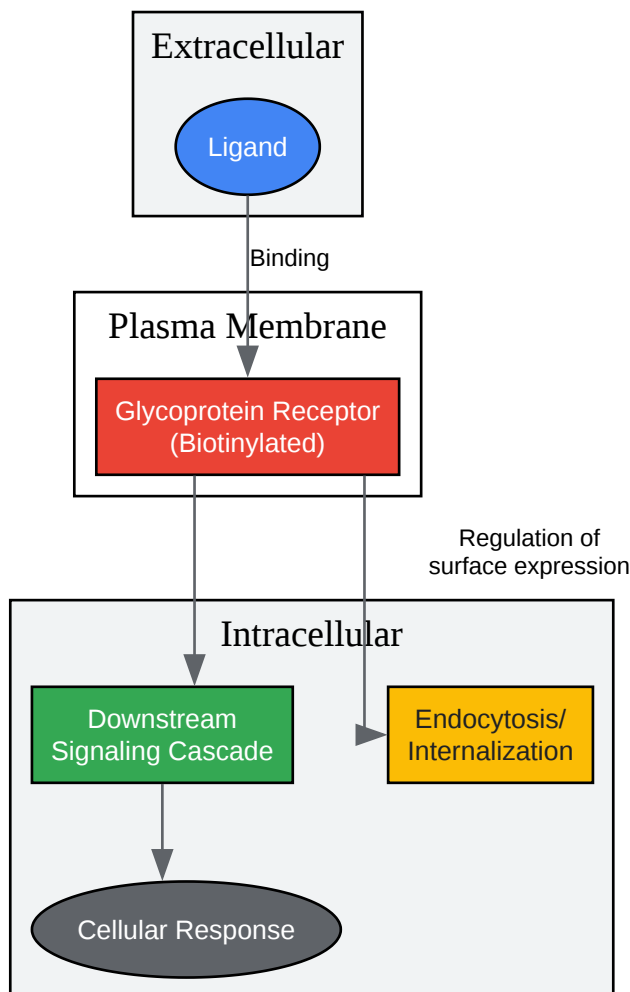 Extracellular
Ligand
Binding
Plasma Membrane
Glycoprotein Receptor
(Biotinylated)
Regulation of
surface expression
Intracellular
Downstream
Signaling Cascade
Endocytosis/
Internalization
Cellular Response